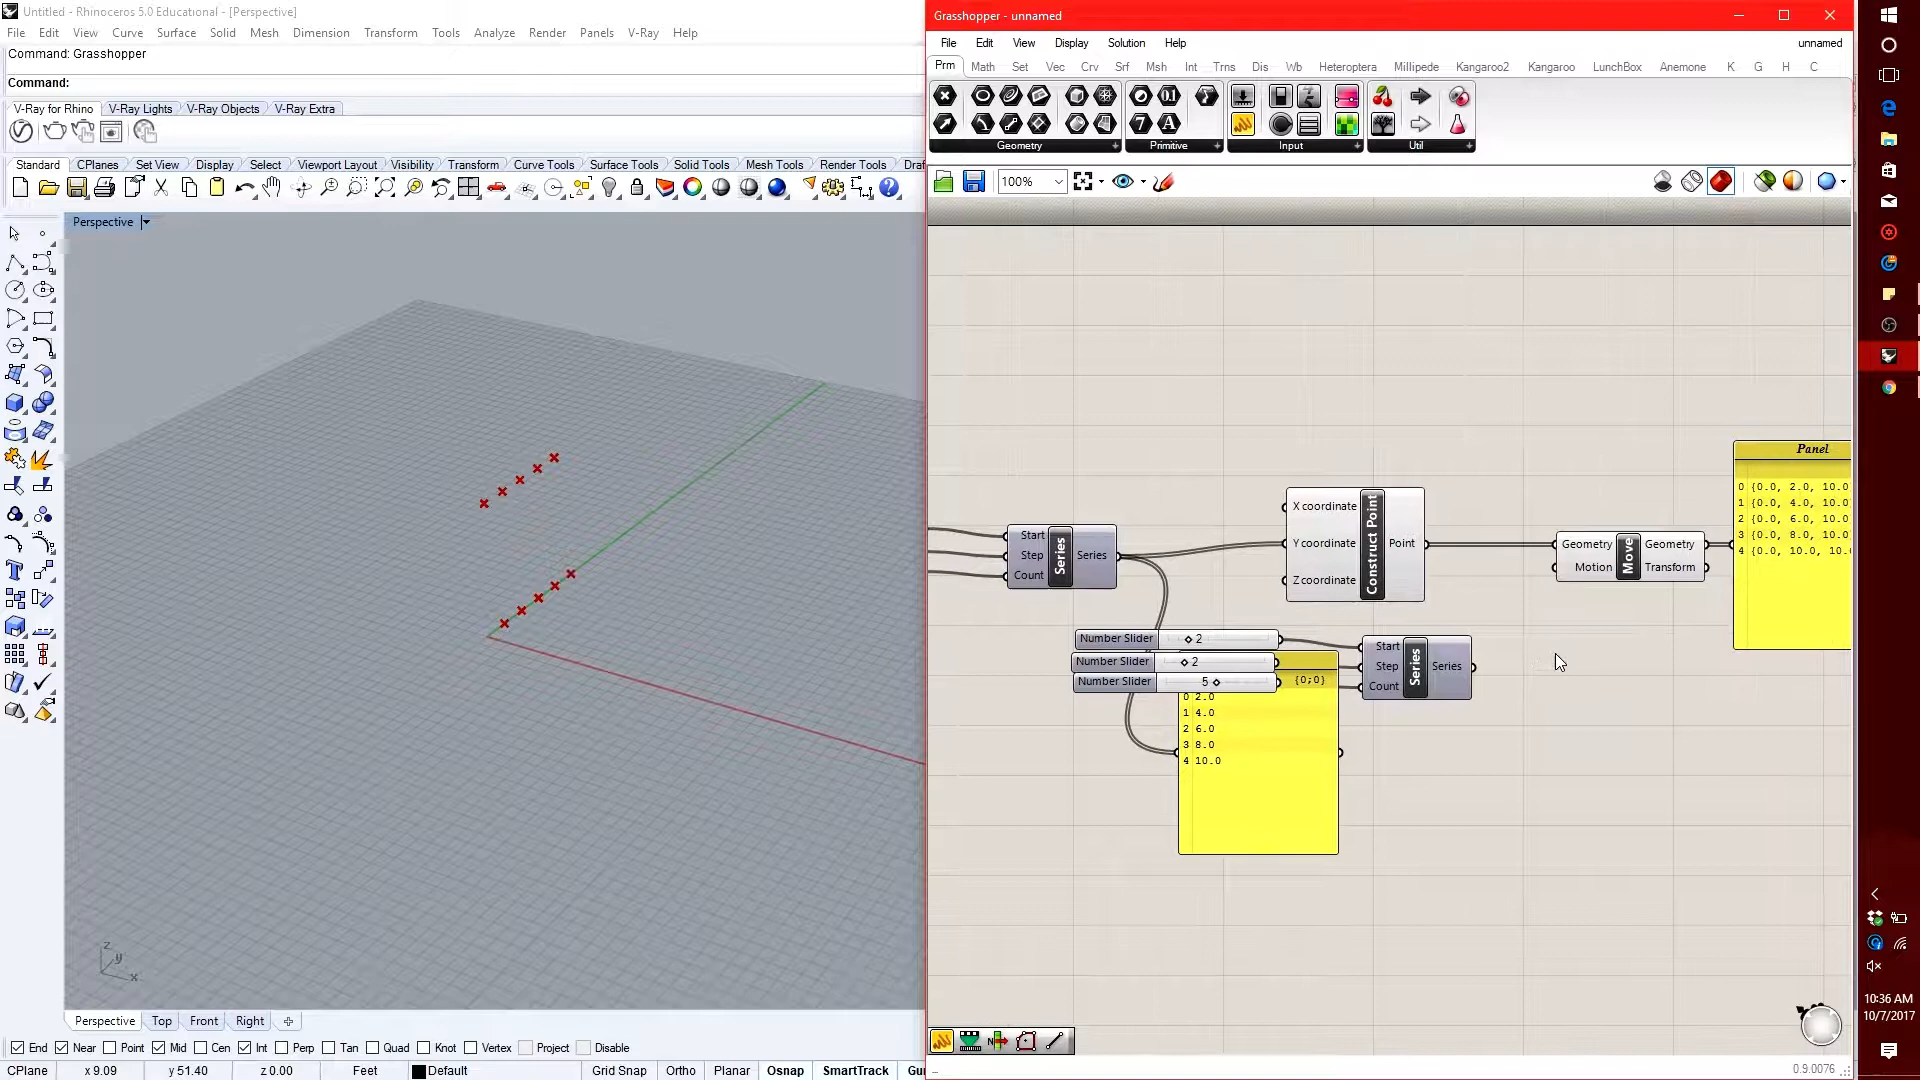 Untitled - Rhinoceros 5.0 Educational - [Perspective]
File Edit View Curve Surface Solid Mesh Dimension Transform Tools Analyze Render Panels V-Ray Help
Command: Grasshopper
Command:
V-Ray for Rhino V-Ray Lights V-Ray Objects V-Ray Extra
Standard CPlanes Set View Display Select Viewport Layout Visibility Transform Curve Tools Surface Tools Solid Tools Mesh Tools Render Tools Draf
Perspective
z
y
x
Perspective Top Front Right
End Near Point Mid Cen Int Perp Tan Quad Knot Vertex Project Disable
CPlane x 9.09 y 51.40 z 0.00 Feet Default Grid Snap Ortho Planar Osnap SmartTrack Gu
Grasshopper - unnamed
File Edit View Display Solution Help unnamed
Prm Math Set Vec Crv Srf Msh Int Trns Dis Wb Heteroptera Millipede Kangaroo2 Kangaroo LunchBox Anemone K G H C
Geometry Primitive Input Util
100%
Panel
0 {0.0, 2.0, 10.0
1 {0.0, 4.0, 10.0
2 {0.0, 6.0, 10.0
3 {0.0, 8.0, 10.0
4 {0.0, 10.0, 10.
Start
Step
Count
Series
Series
X coordinate
Y coordinate
Z coordinate
Construct Point
Point
Geometry
Motion
Move
Geometry
Transform
Number Slider 2
Number Slider 2
Number Slider 5
Start
Step
Count
Series
Series
{0;0}
0 2.0
1 4.0
2 6.0
3 8.0
4 10.0
0.9.0076
10:36 AM
10/7/2017